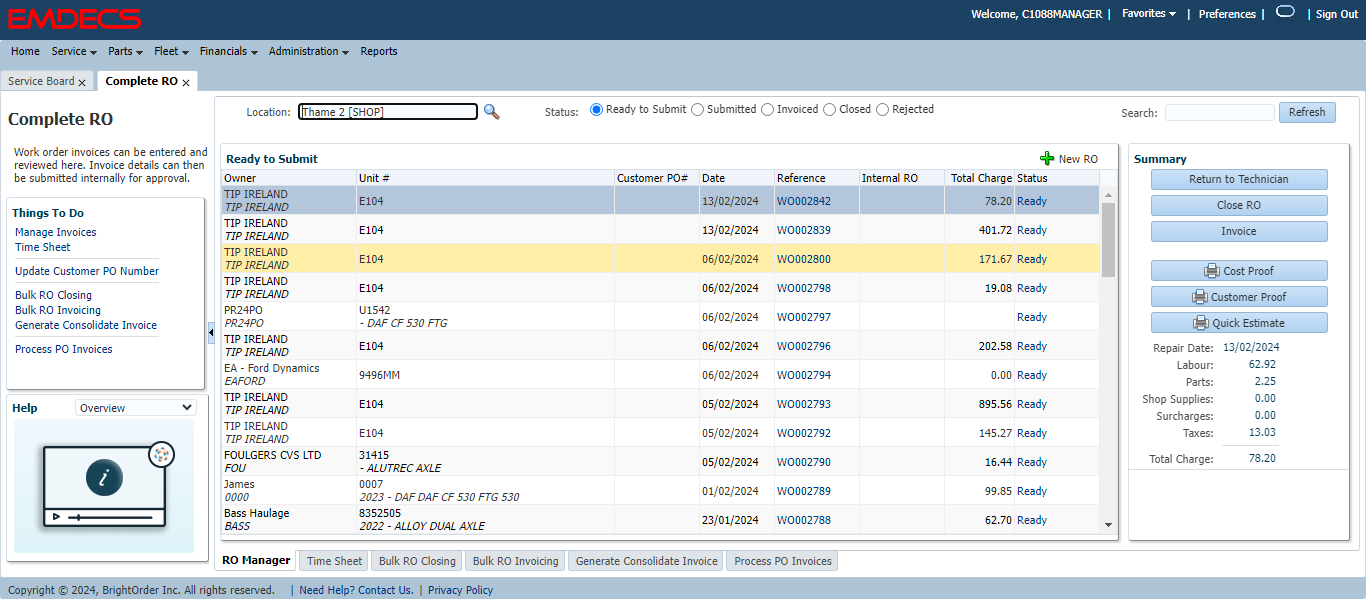 EMDECS
Welcome, C1088MANAGER | Favorites | Preferences | | Sign Out
Home Service Parts Fleet Financials Administration Reports
Service Board x Complete RO x
Complete RO
Work order invoices can be entered and
reviewed here. Invoice details can then
be submitted internally for approval.
Things To Do
Manage Invoices
Time Sheet
Update Customer PO Number
Bulk RO Closing
Bulk RO Invoicing
Generate Consolidate Invoice
Process PO Invoices
Help Overview
i
Location: Thame 2 [SHOP] Status: Ready to Submit Submitted Invoiced Closed Rejected Search: Refresh
Ready to Submit New RO
Owner Unit # Customer PO# Date Reference Internal RO Total Charge Status
TIP IRELAND
TIP IRELAND E104 13/02/2024 WO002842 78.20 Ready
TIP IRELAND
TIP IRELAND E104 13/02/2024 WO002839 401.72 Ready
TIP IRELAND
TIP IRELAND E104 06/02/2024 WO002800 171.67 Ready
TIP IRELAND
TIP IRELAND E104 06/02/2024 WO002798 19.08 Ready
PR24PO U1542
PR24PO - DAF CF 530 FTG 06/02/2024 WO002797 Ready
TIP IRELAND
TIP IRELAND E104 06/02/2024 WO002796 202.58 Ready
EA - Ford Dynamics
EAFORD 9496MM 06/02/2024 WO002794 0.00 Ready
TIP IRELAND
TIP IRELAND E104 05/02/2024 WO002793 895.56 Ready
TIP IRELAND
TIP IRELAND E104 05/02/2024 WO002792 145.27 Ready
FOULGERS CVS LTD 31415
FOU - ALUTREC AXLE 05/02/2024 WO002790 16.44 Ready
James 0007
0000 2023 - DAF DAF CF 530 FTG 530 01/02/2024 WO002789 99.85 Ready
Bass Haulage 8352505
BASS 2022 - ALLOY DUAL AXLE 23/01/2024 WO002788 62.70 Ready
Summary
Return to Technician
Close RO
Invoice
Cost Proof
Customer Proof
Quick Estimate
Repair Date: 13/02/2024
Labour: 62.92
Parts: 2.25
Shop Supplies: 0.00
Surcharges: 0.00
Taxes: 13.03
Total Charge: 78.20
RO Manager Time Sheet Bulk RO Closing Bulk RO Invoicing Generate Consolidate Invoice Process PO Invoices
Copyright © 2024, BrightOrder Inc. All rights reserved. | Need Help? Contact Us. | Privacy Policy